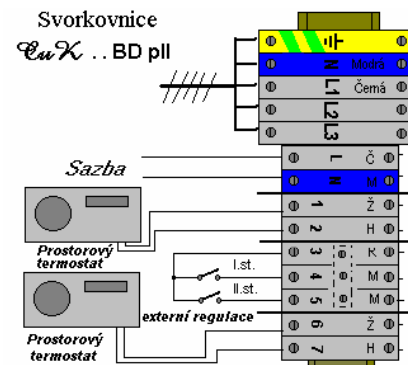 Svorkovnice
CuK .. BD pII
N Modrá
L1 Černá
L2
L3
Sazba
L Č
N M
1 Ž
2 H
Prostorový
termostat
3 R
I.st.
4 M
II.st.
5 M
externí regulace
6 Ž
7 H
Prostorový
termostat